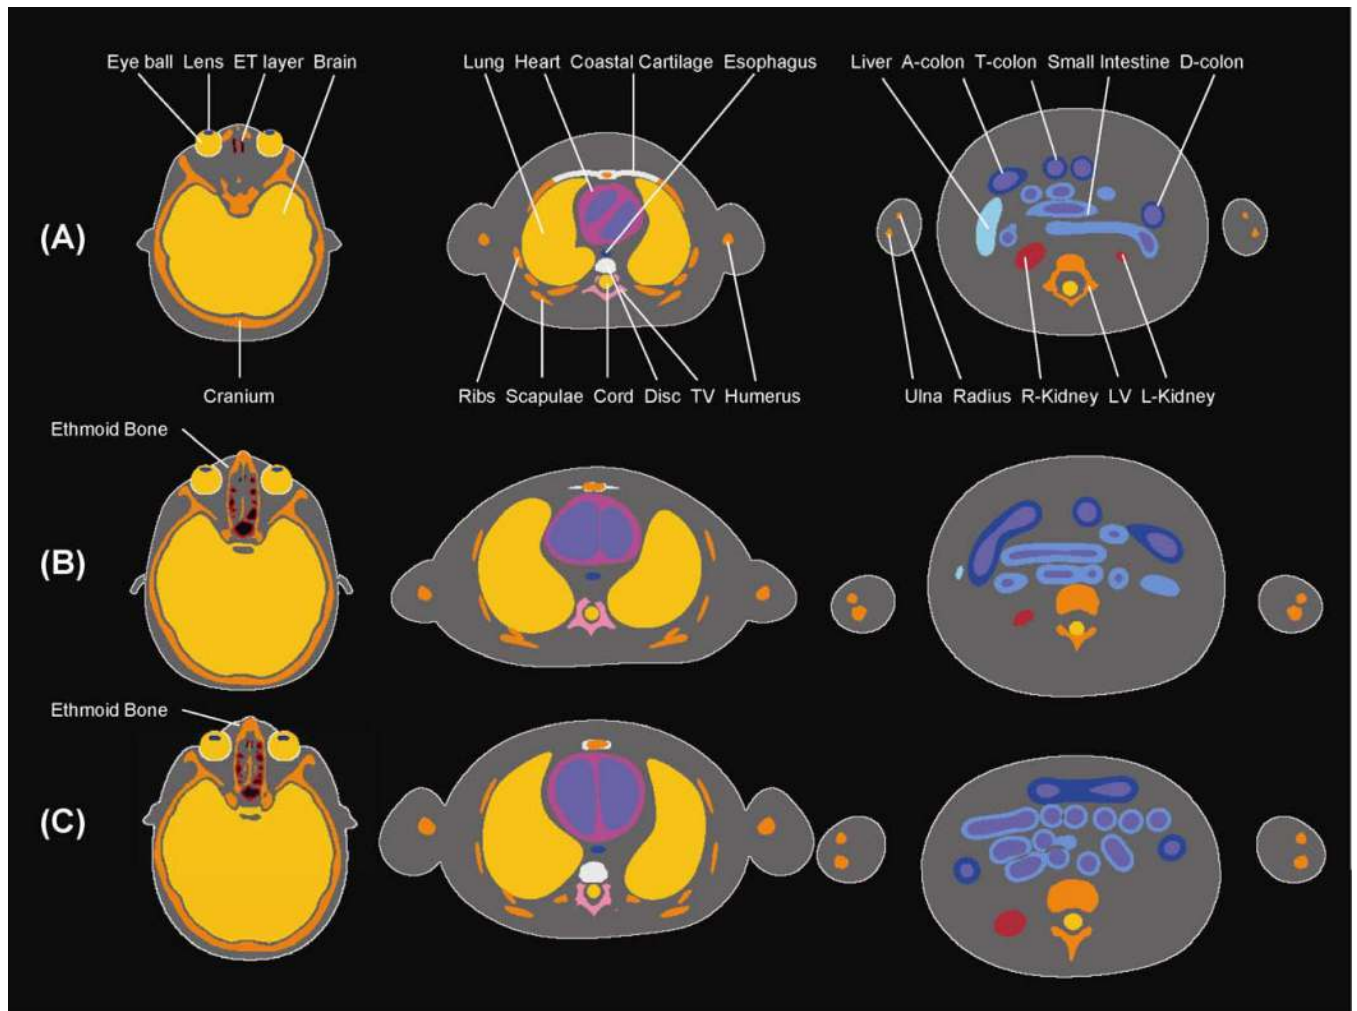 Eye ball Lens ET layer Brain
Lung Heart Coastal Cartilage Esophagus
Liver A-colon T-colon Small Intestine D-colon
(A)
Cranium
Ribs Scapulae Cord Disc TV Humerus
Ulna Radius R-Kidney LV L-Kidney
Ethmoid Bone
(B)
Ethmoid Bone
(C)